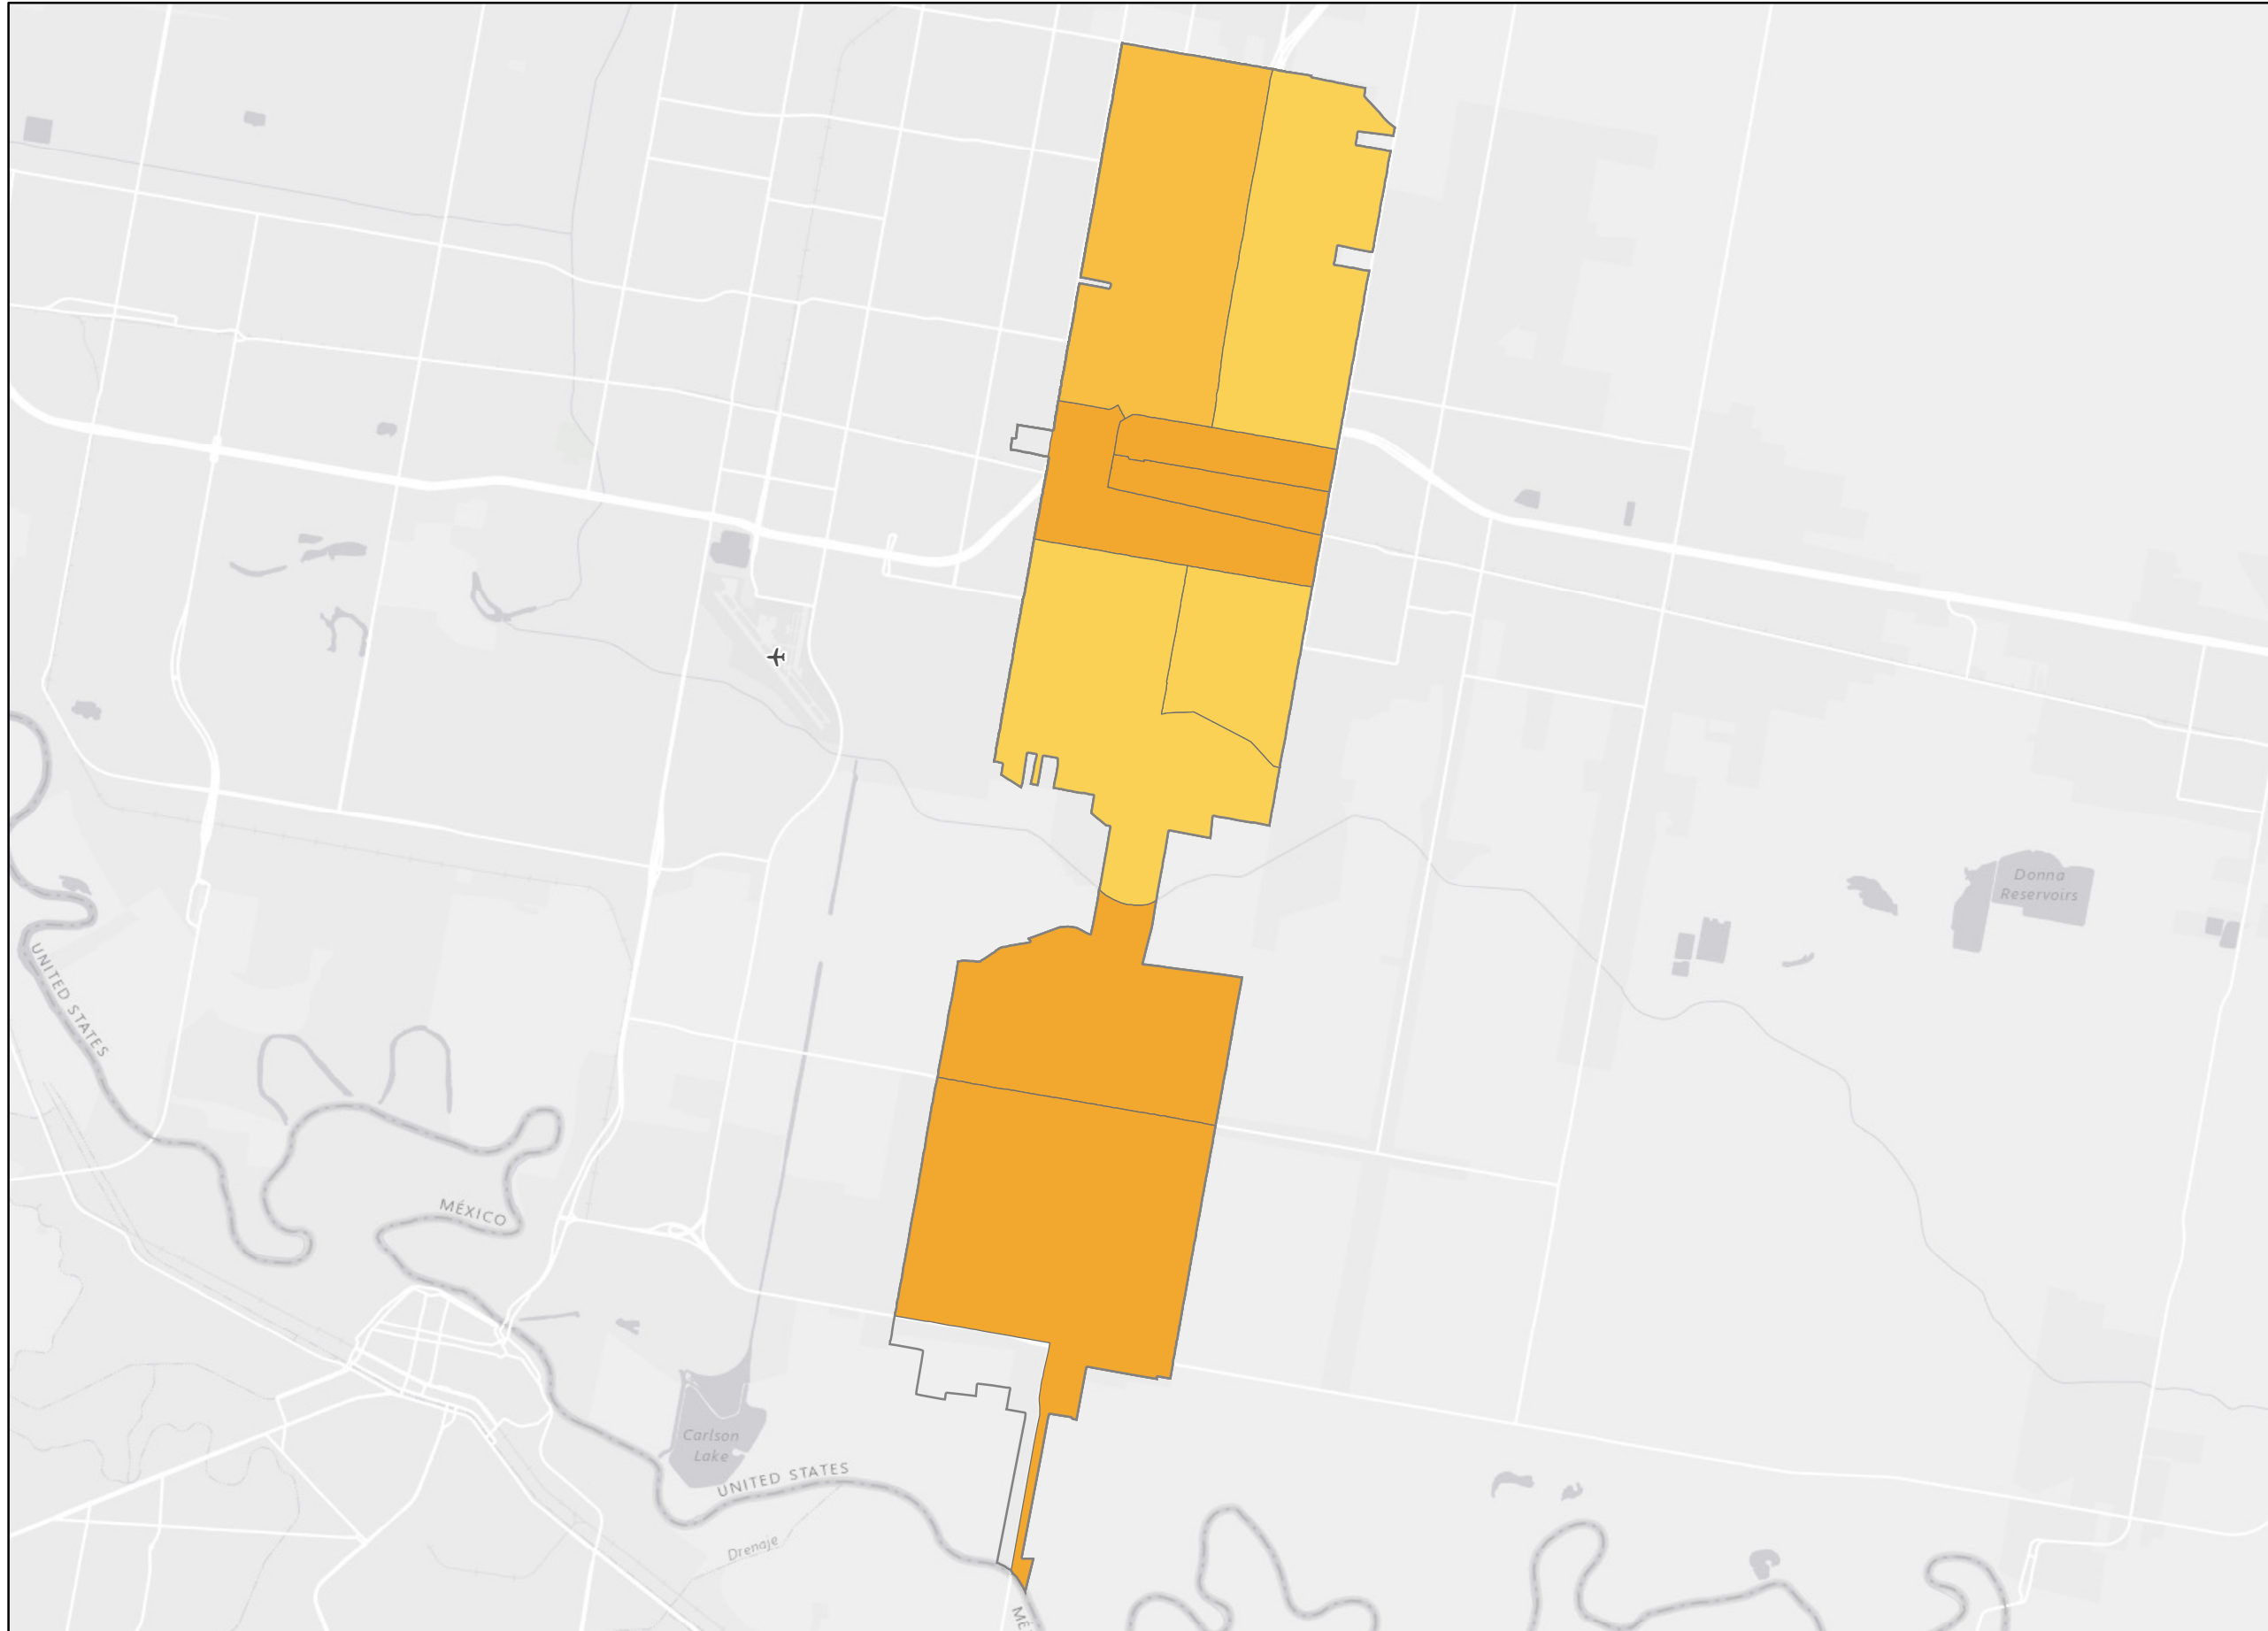 Donna
Reservoirs
UNITED STATES
MÉXICO
Carlson
Lake
UNITED STATES
Drenaje